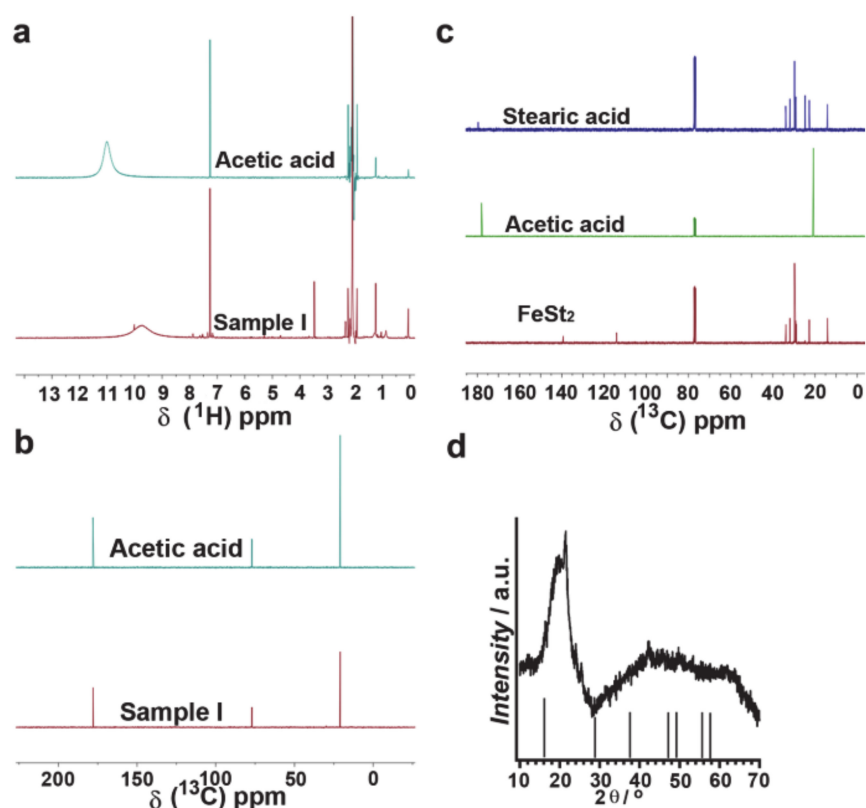 a
Acetic acid
Sample I
13 12 11 10 9 8 7 6 5 4 3 2 1 0
δ (¹H) ppm
b
Acetic acid
Sample I
200 150 100 50 0
δ (¹³C) ppm
c
Stearic acid
Acetic acid
FeSt₂
180 160 140 120 100 80 60 40 20 0
δ (¹³C) ppm
d
Intensity / a.u.
10 20 30 40 50 60 70
2θ/°